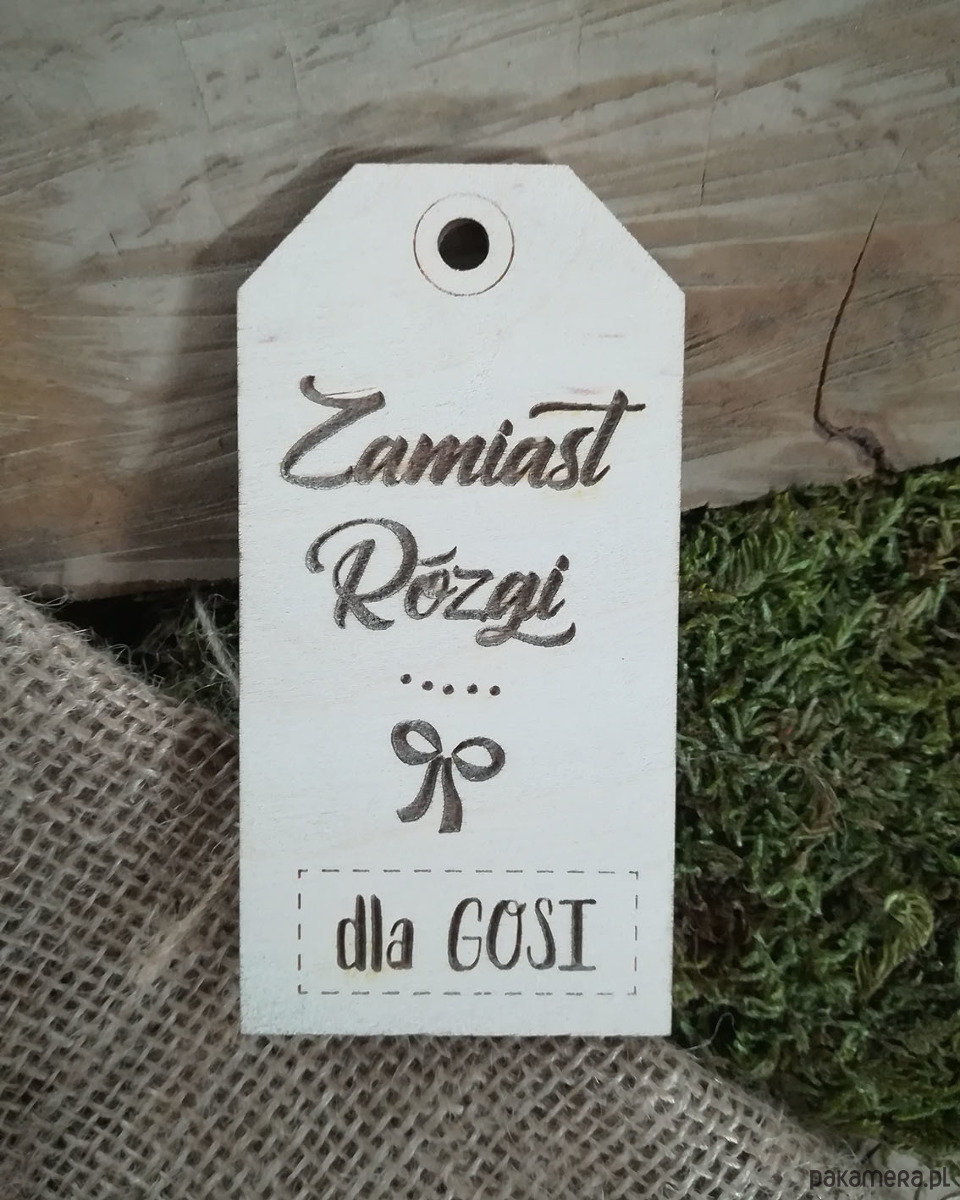 Zamiast
Rózgi
.....
dla GOSI
pakamera.pl